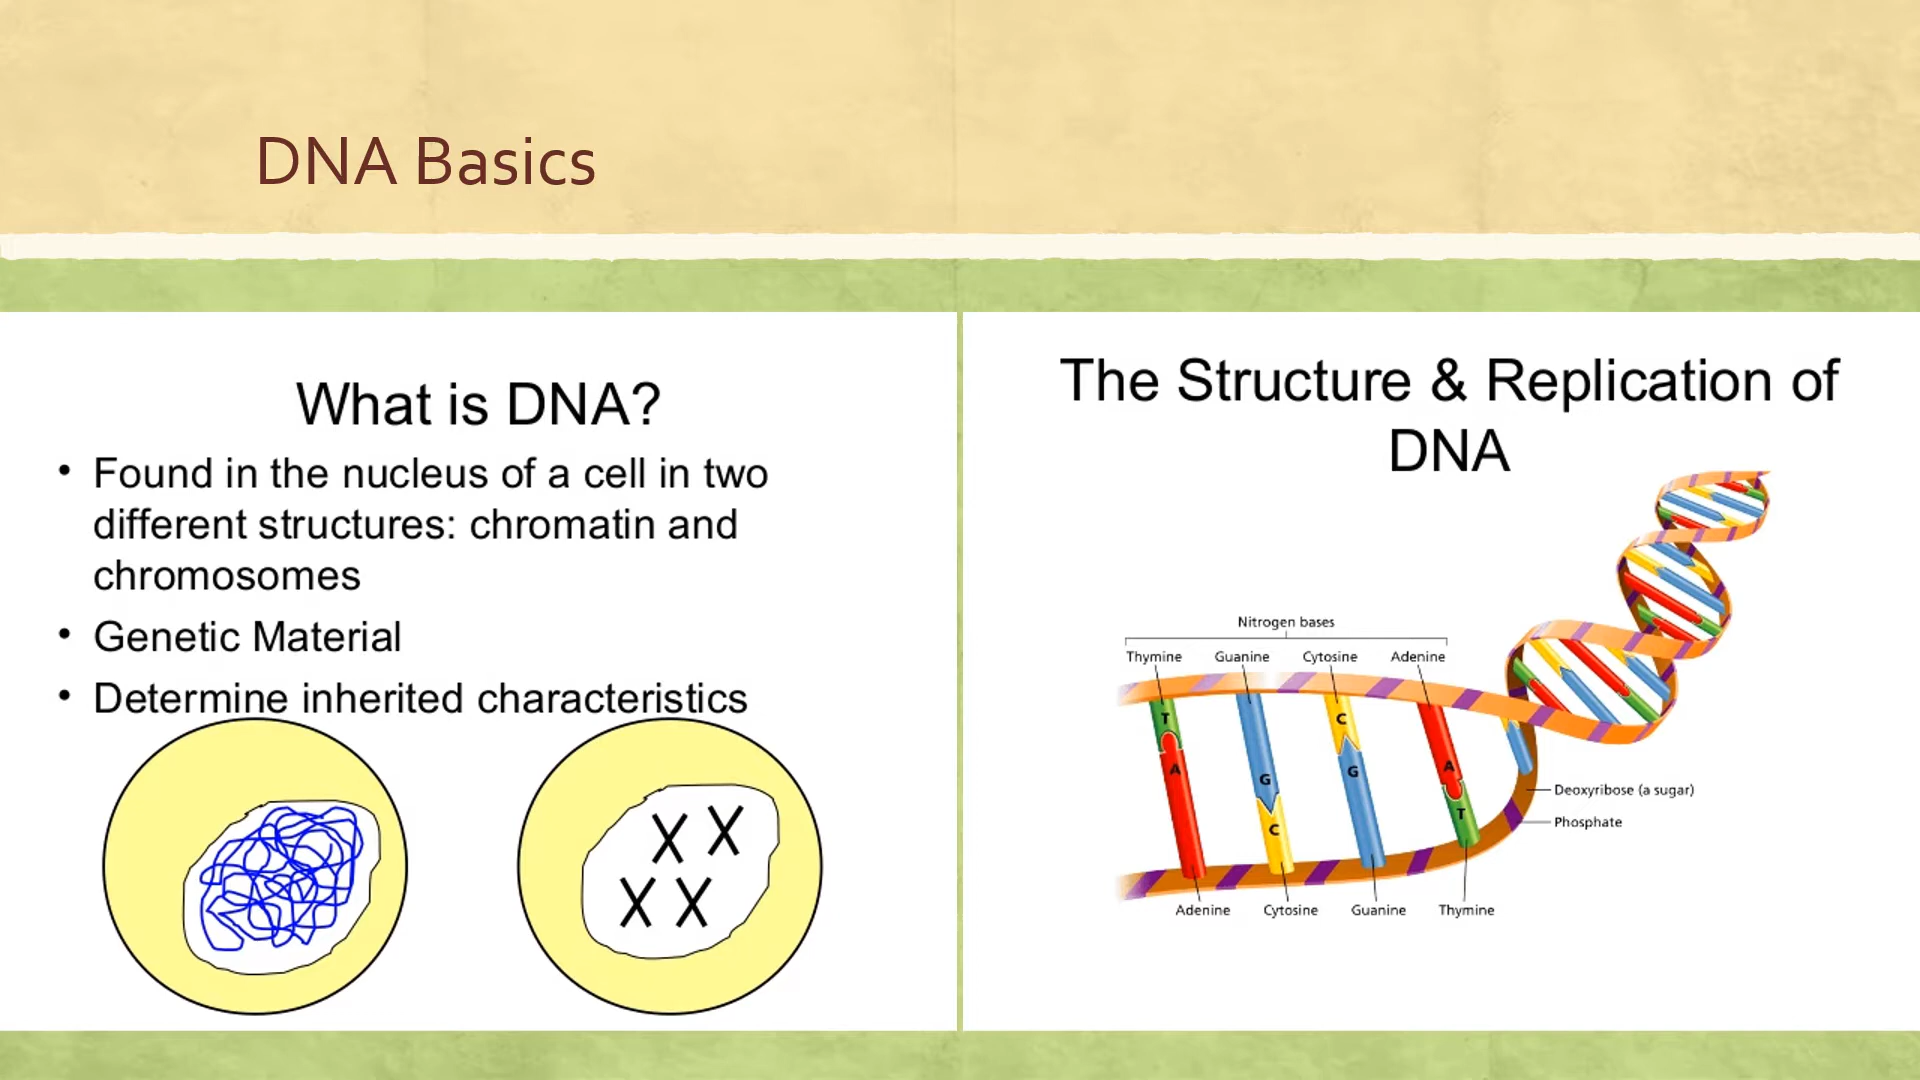 DNA Basics
What is DNA?
• Found in the nucleus of a cell in two
different structures: chromatin and
chromosomes
• Genetic Material
• Determine inherited characteristics
The Structure & Replication of
DNA
Nitrogen bases
Thymine Guanine Cytosine Adenine
T G C A
A C G T
Deoxyribose (a sugar)
Phosphate
Adenine Cytosine Guanine Thymine